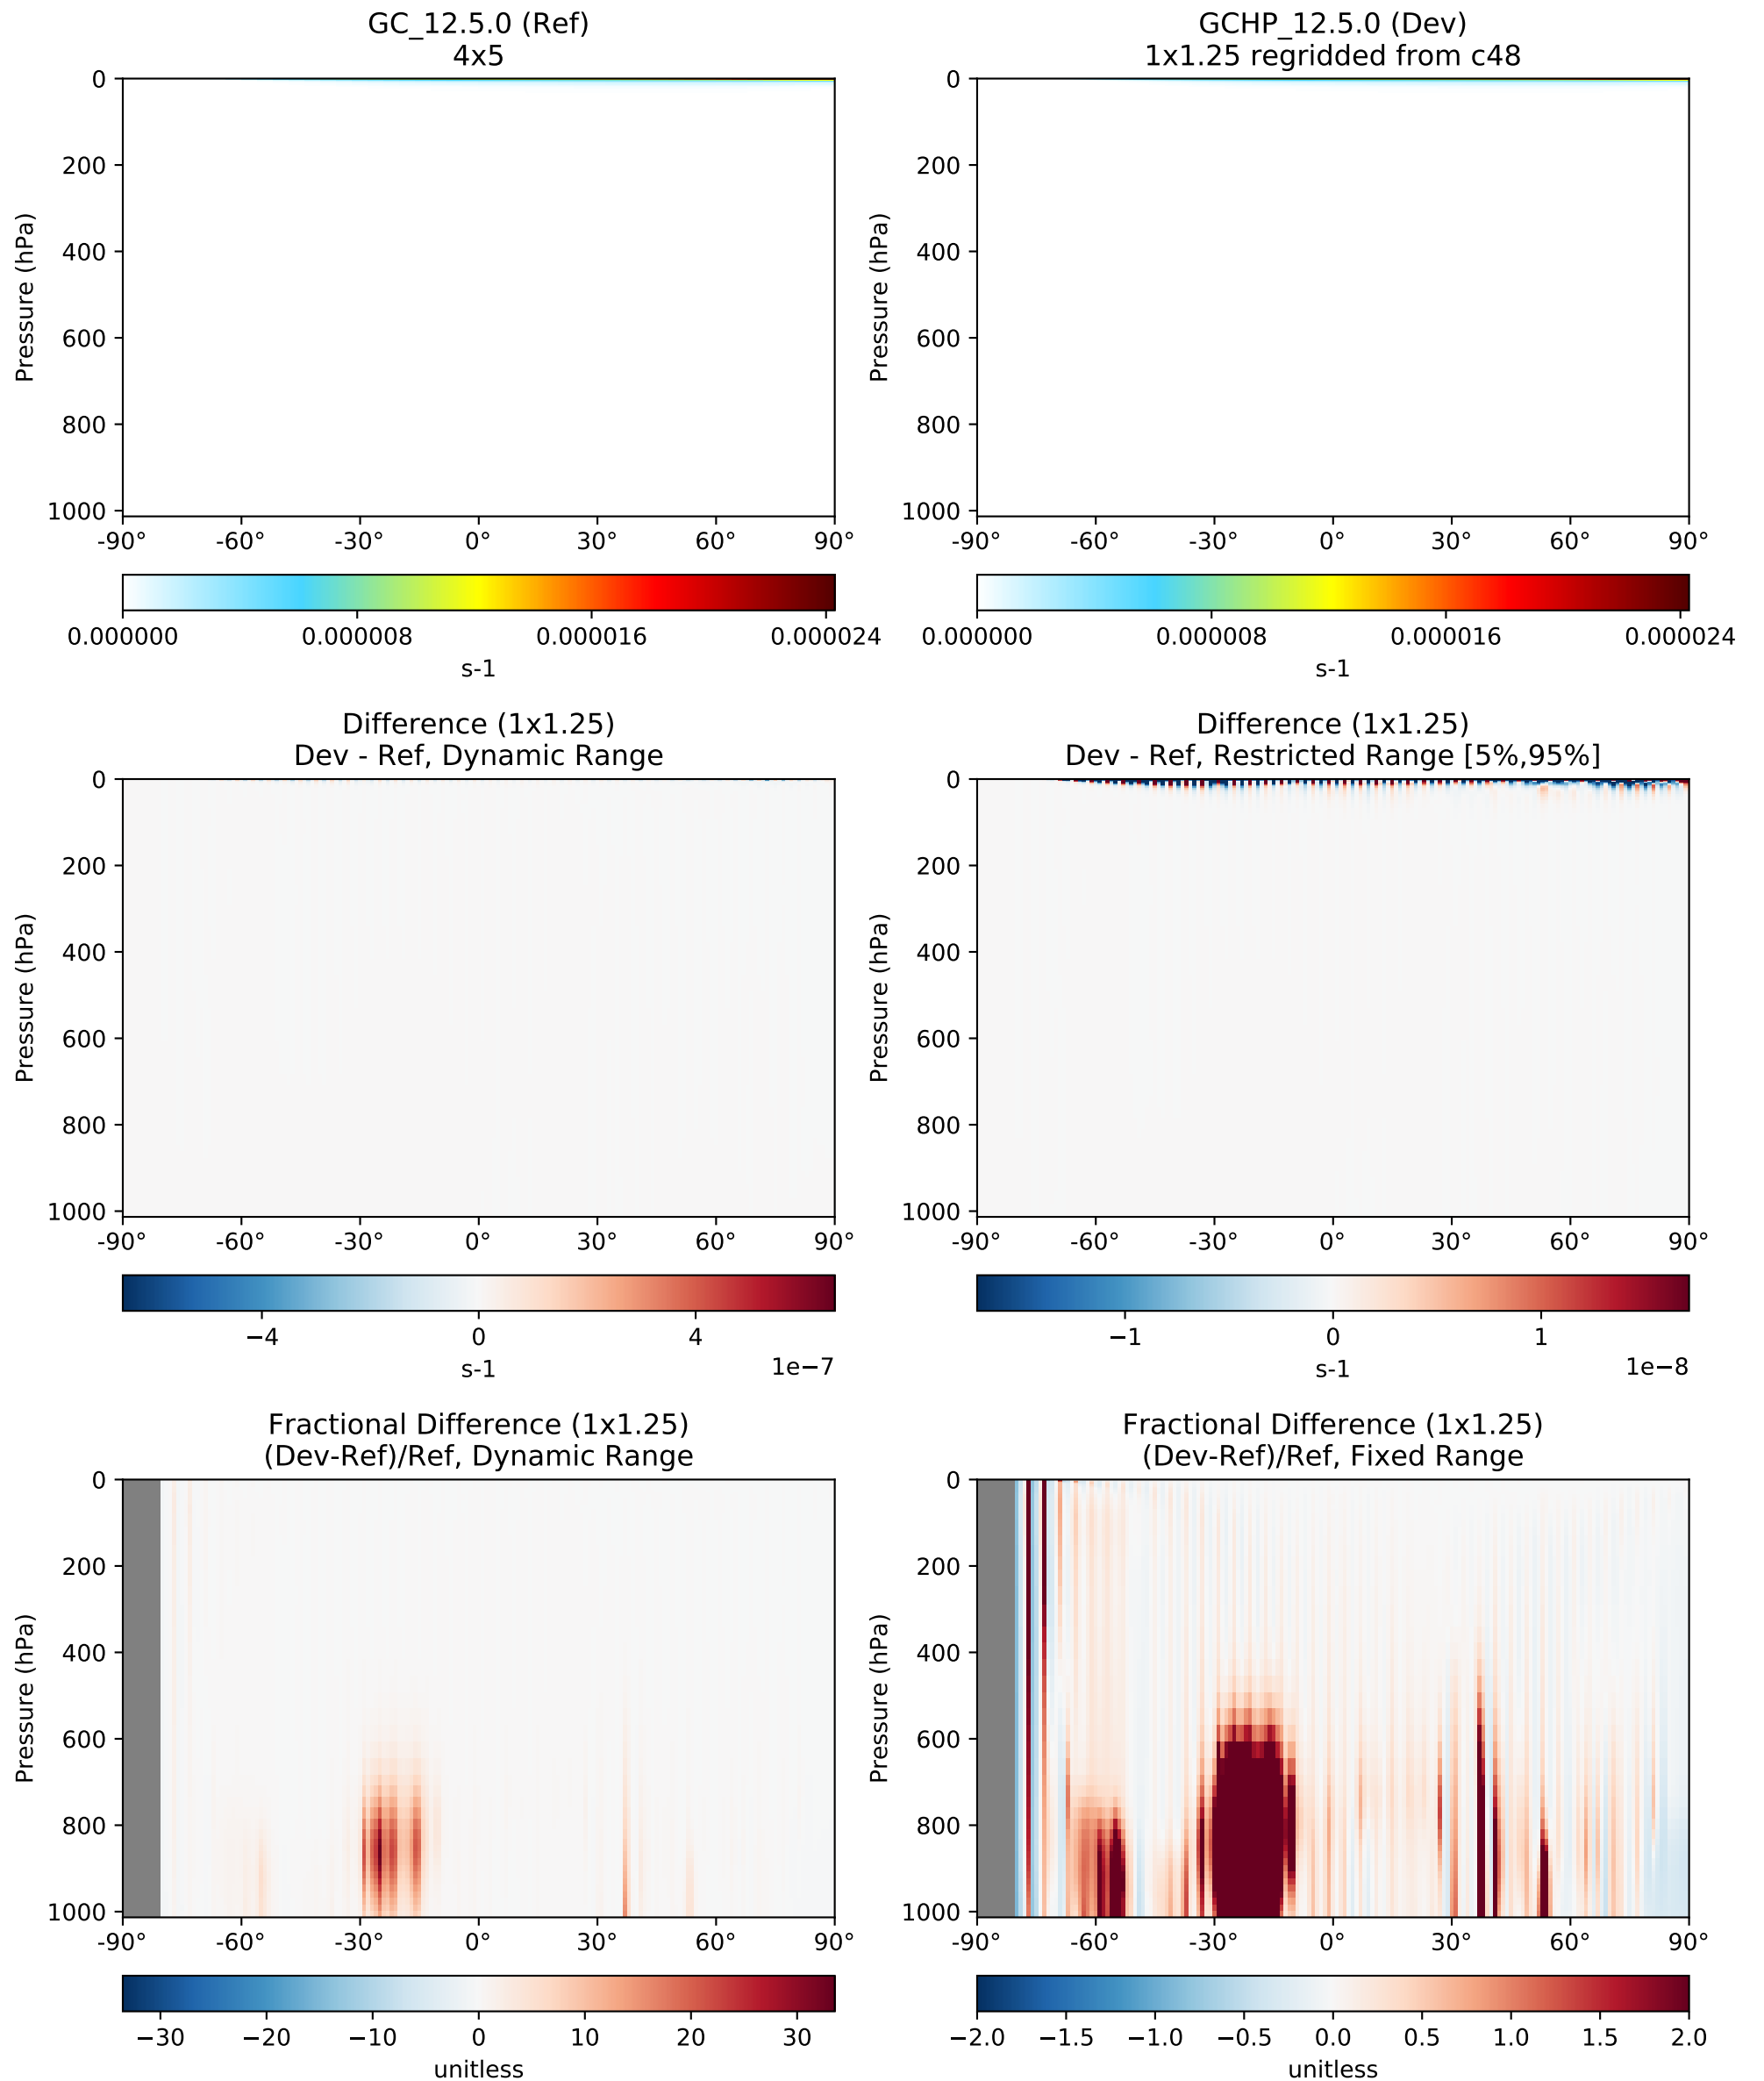 GC_12.5.0 (Ref)
4x5
0
200
400
600
800
1000
Pressure (hPa)
-90° -60° -30° 0° 30° 60° 90°
0.000000 0.000008 0.000016 0.000024
s-1
GCHP_12.5.0 (Dev)
1x1.25 regridded from c48
0
200
400
600
800
1000
Pressure (hPa)
-90° -60° -30° 0° 30° 60° 90°
0.000000 0.000008 0.000016 0.000024
s-1
Difference (1x1.25)
Dev - Ref, Dynamic Range
0
200
400
600
800
1000
Pressure (hPa)
-90° -60° -30° 0° 30° 60° 90°
−4 0 4
s-1 1e−7
Difference (1x1.25)
Dev - Ref, Restricted Range [5%,95%]
0
200
400
600
800
1000
Pressure (hPa)
-90° -60° -30° 0° 30° 60° 90°
−1 0 1
s-1 1e−8
Fractional Difference (1x1.25)
(Dev-Ref)/Ref, Dynamic Range
0
200
400
600
800
1000
Pressure (hPa)
-90° -60° -30° 0° 30° 60° 90°
−30 −20 −10 0 10 20 30
unitless
Fractional Difference (1x1.25)
(Dev-Ref)/Ref, Fixed Range
0
200
400
600
800
1000
Pressure (hPa)
-90° -60° -30° 0° 30° 60° 90°
−2.0 −1.5 −1.0 −0.5 0.0 0.5 1.0 1.5 2.0
unitless